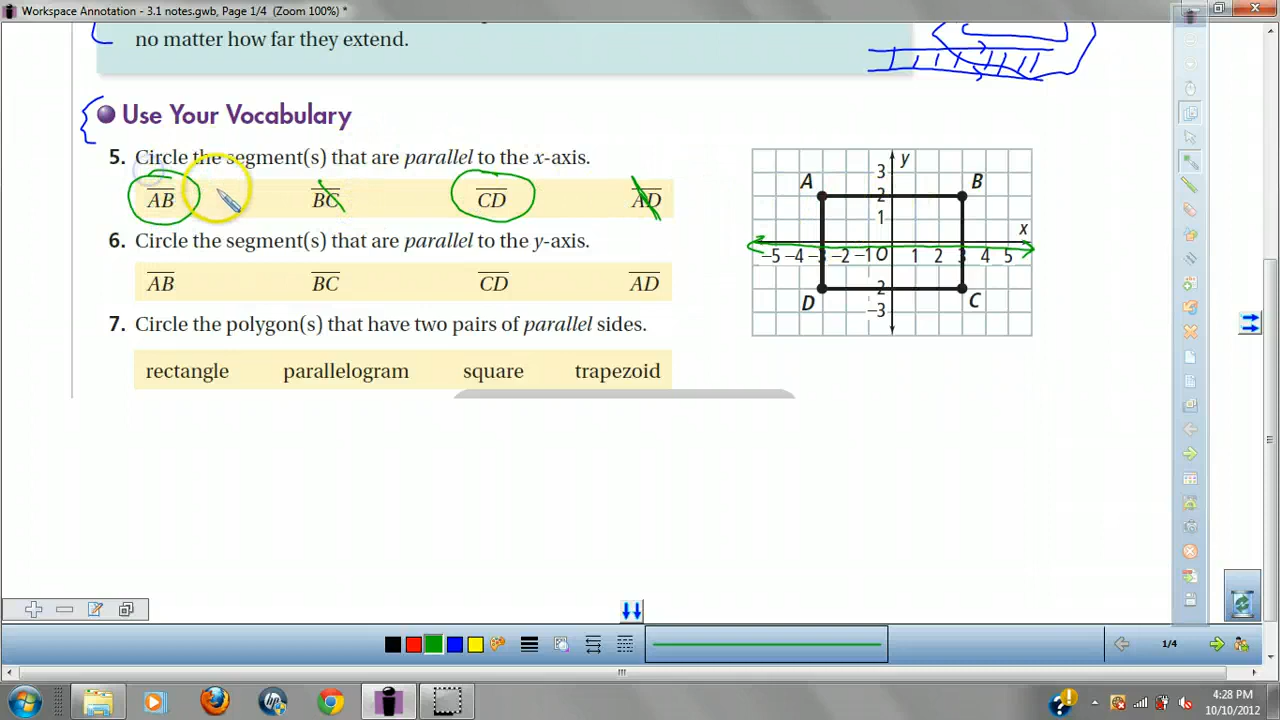 Workspace Annotation - 3.1 notes.gwb, Page 1/4 (Zoom 100%) *
no matter how far they extend.
Use Your Vocabulary
5. Circle the segment(s) that are parallel to the x-axis.
AB BC CD AD
6. Circle the segment(s) that are parallel to the y-axis.
AB BC CD AD
7. Circle the polygon(s) that have two pairs of parallel sides.
rectangle parallelogram square trapezoid
y
3
A B
2
1
x
−5 −4 −3 −2 −1 O 1 2 3 4 5
2
D C
−3
1/4
4:28 PM
10/10/2012